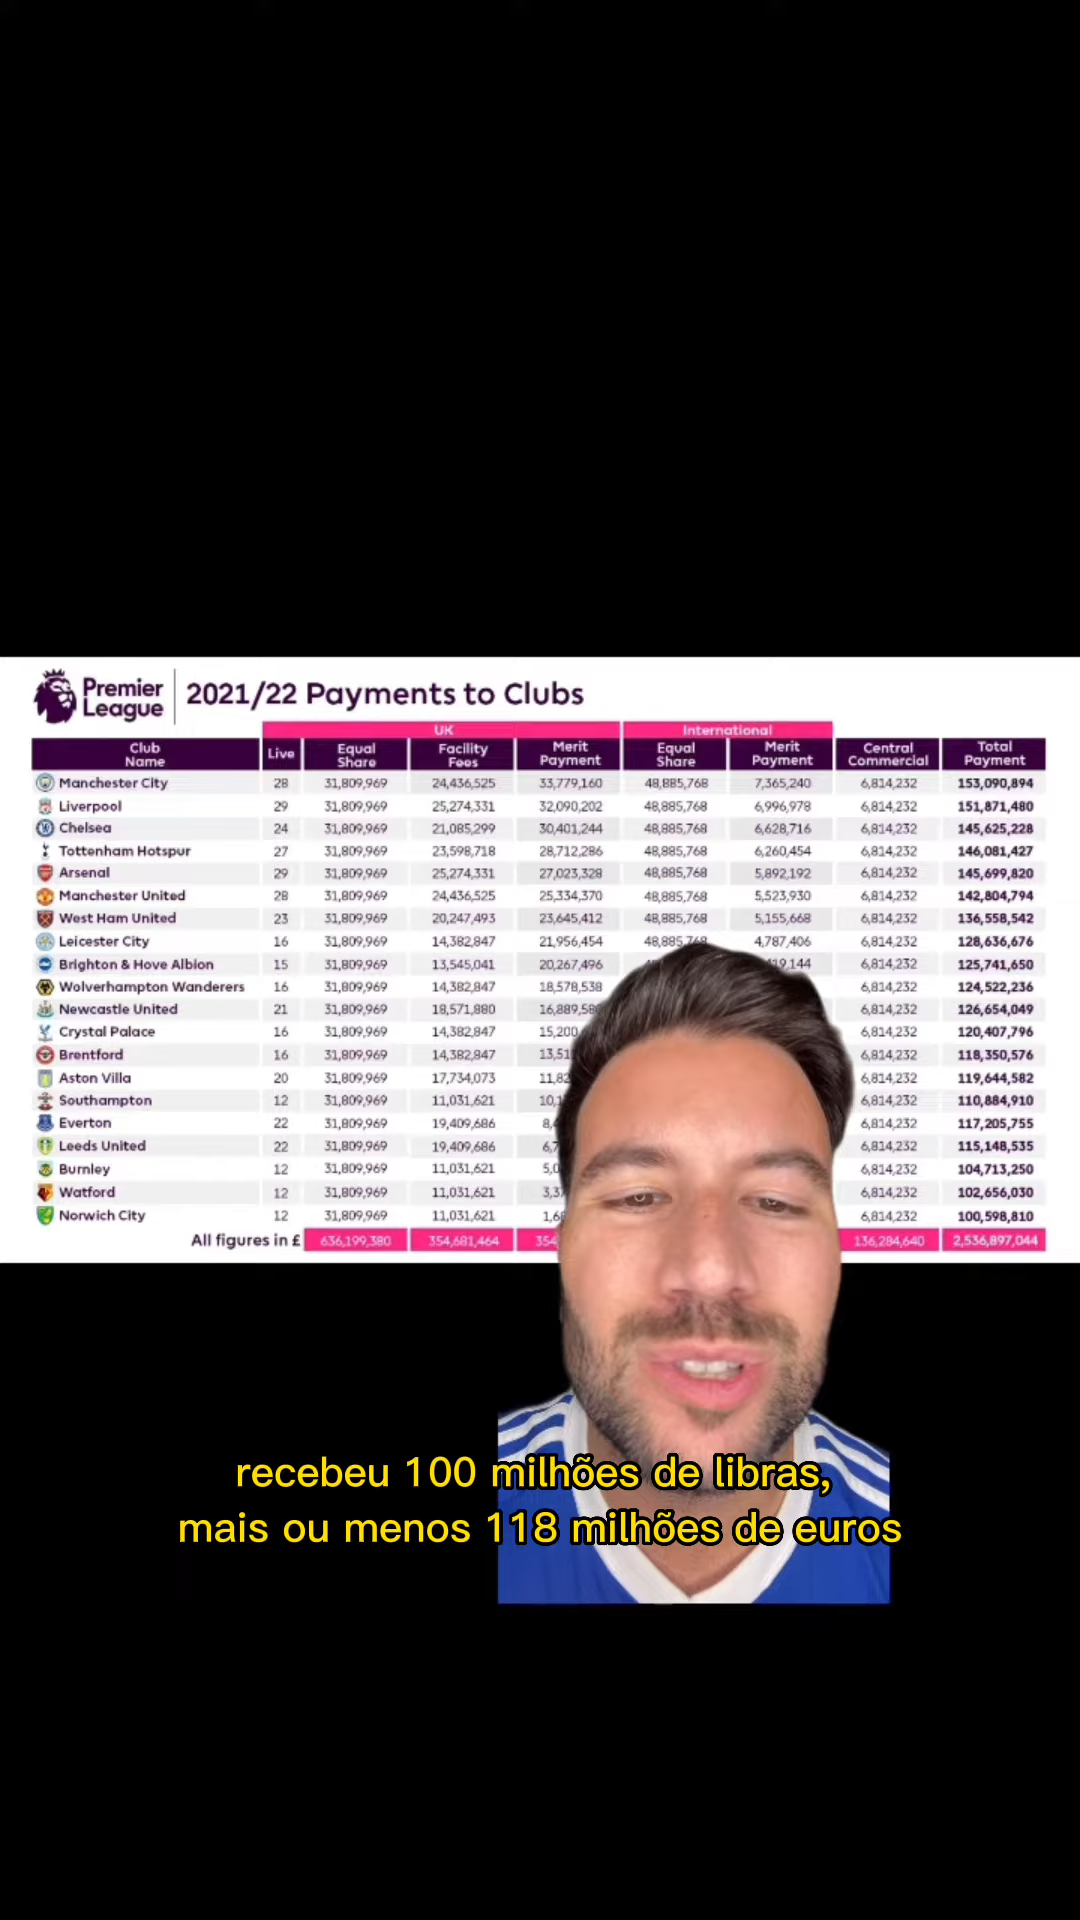 Premier League
2021/22 Payments to Clubs
UK International
Club Name Live Equal Share Facility Fees Merit Payment Equal Share Merit Payment Central Commercial Total Payment
Manchester City 28 31,809,969 24,436,525 33,779,160 48,885,768 7,365,240 6,814,232 153,090,894
Liverpool 29 31,809,969 25,274,331 32,090,202 48,885,768 6,996,978 6,814,232 151,871,480
Chelsea 24 31,809,969 21,085,299 30,401,244 48,885,768 6,628,716 6,814,232 145,625,228
Tottenham Hotspur 27 31,809,969 23,598,718 28,712,286 48,885,768 6,260,454 6,814,232 146,081,427
Arsenal 29 31,809,969 25,274,331 27,023,328 48,885,768 5,892,192 6,814,232 145,699,820
Manchester United 28 31,809,969 24,436,525 25,334,370 48,885,768 5,523,930 6,814,232 142,804,794
West Ham United 23 31,809,969 20,247,493 23,645,412 48,885,768 5,155,668 6,814,232 136,558,542
Leicester City 16 31,809,969 14,382,847 21,956,454 48,885,768 4,787,406 6,814,232 128,636,676
Brighton & Hove Albion 15 31,809,969 13,545,041 20,267,496 6,814,232 125,741,650
Wolverhampton Wanderers 16 31,809,969 14,382,847 18,578,538 6,814,232 124,522,236
Newcastle United 21 31,809,969 18,571,880 6,814,232 126,654,049
Crystal Palace 16 31,809,969 14,382,847 6,814,232 120,407,796
Brentford 16 31,809,969 14,382,847 6,814,232 118,350,576
Aston Villa 20 31,809,969 17,734,073 6,814,232 119,644,582
Southampton 12 31,809,969 11,031,621 6,814,232 110,884,910
Everton 22 31,809,969 19,409,686 6,814,232 117,205,755
Leeds United 22 31,809,969 19,409,686 6,814,232 115,148,535
Burnley 12 31,809,969 11,031,621 6,814,232 104,713,250
Watford 12 31,809,969 11,031,621 6,814,232 102,656,030
Norwich City 12 31,809,969 11,031,621 6,814,232 100,598,810
All figures in £ 636,199,380 354,681,464 136,284,640 2,536,897,044
recebeu 100 milhões de libras,
mais ou menos 118 milhões de euros